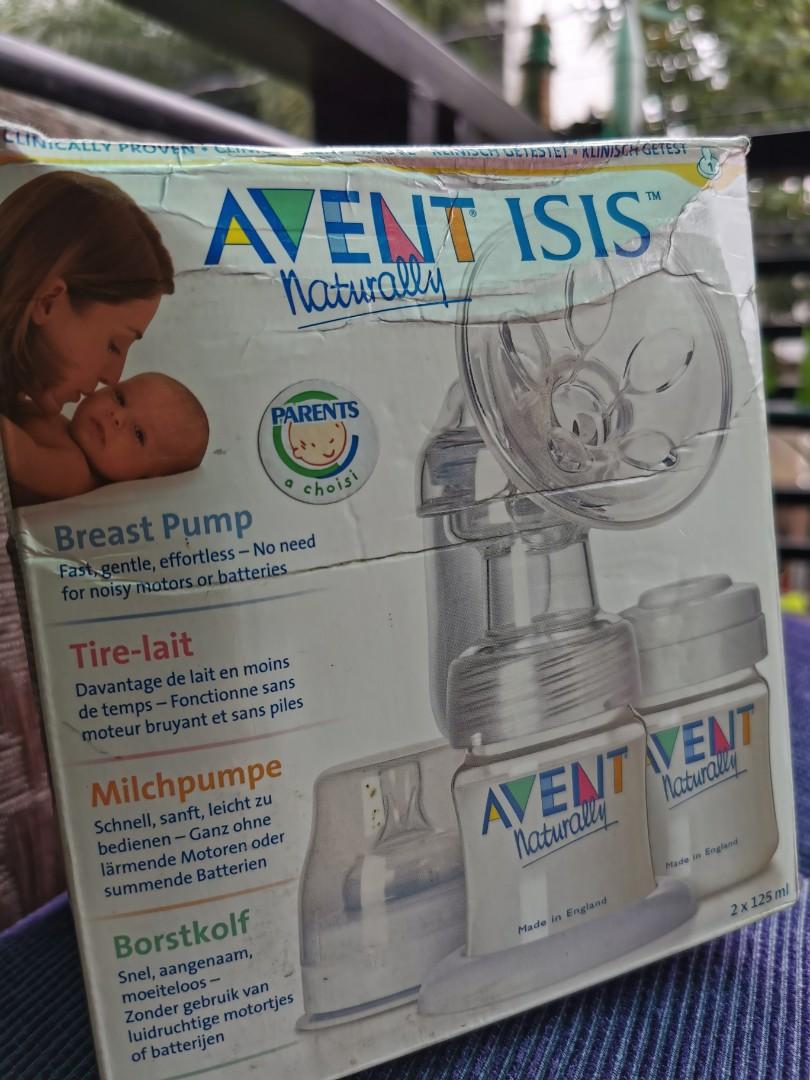 CLINICALLY PROVEN • KLINISCH GETESTET • KLINISCH GETEST
AVENT® ISIS™
Naturally
PARENTS
a choisi
Breast Pump
Fast, gentle, effortless – No need
for noisy motors or batteries
Tire-lait
Davantage de lait en moins
de temps – Fonctionne sans
moteur bruyant et sans piles
Milchpumpe
Schnell, sanft, leicht zu
bedienen – Ganz ohne
lärmende Motoren oder
summende Batterien
Borstkolf
Snel, aangenaam,
moeiteloos –
Zonder gebruik van
luidruchtige motortjes
of batterijen
AVENT
Naturally
Made in England
AVENT
Naturally
Made in England
2 x 125 ml
1